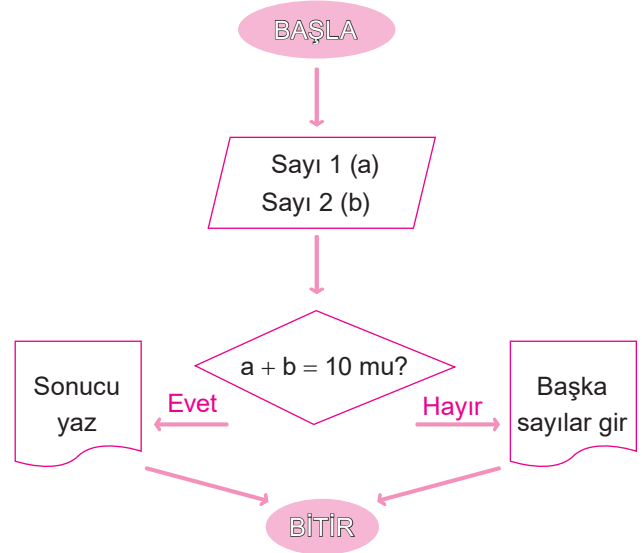 BAŞLA
Sayı 1 (a)
Sayı 2 (b)
a + b = 10 mu?
Sonucu
yaz
Evet
Hayır
Başka
sayılar gir
BİTİR